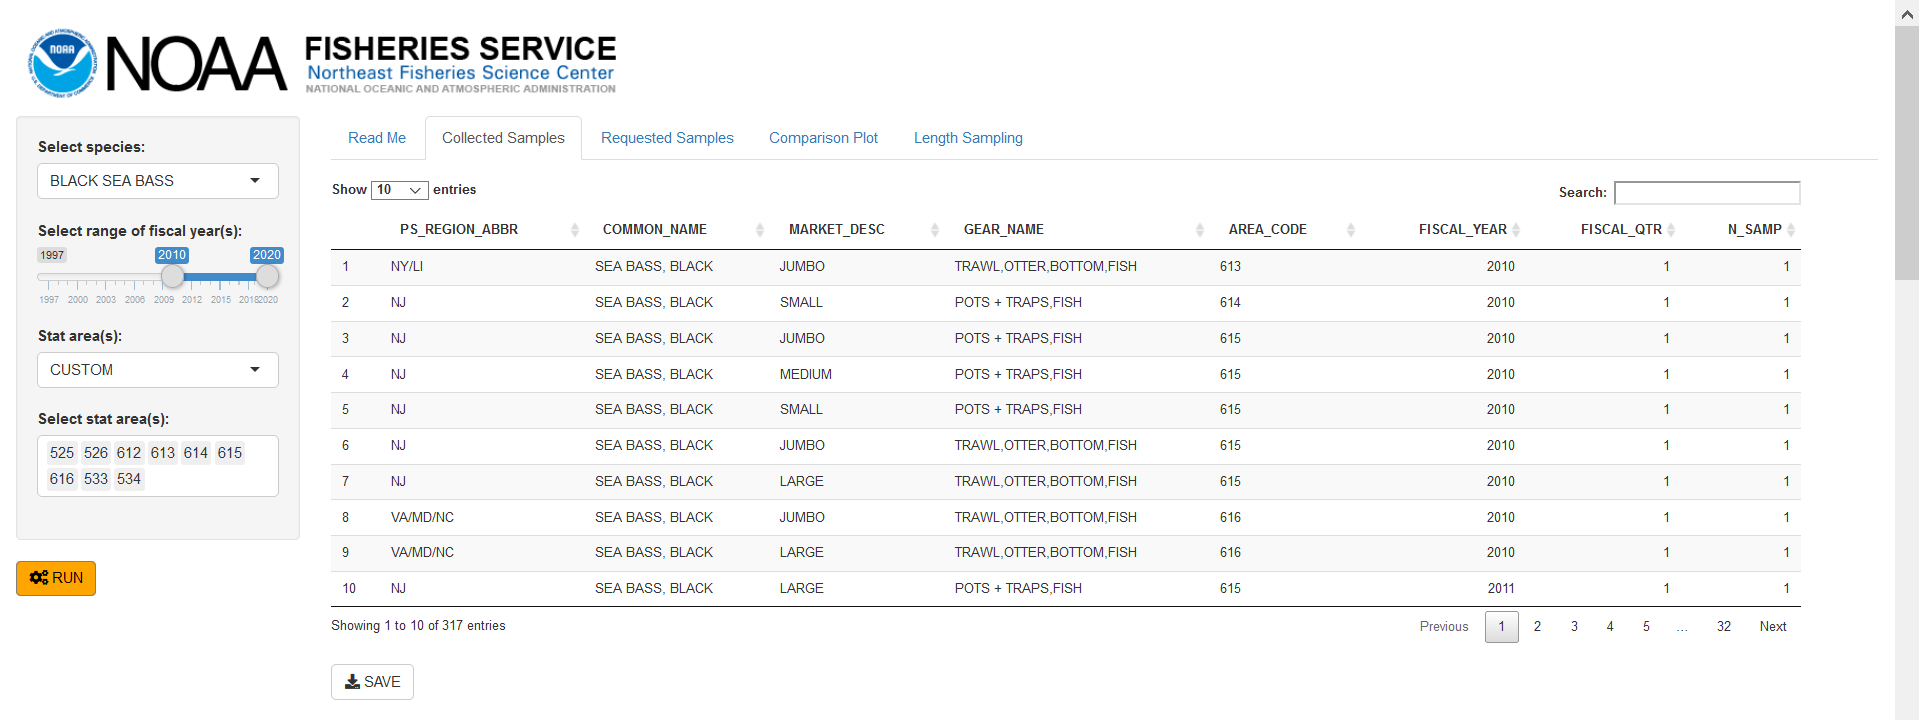 NOAA
NOAA
FISHERIES SERVICE
Northeast Fisheries Science Center
NATIONAL OCEANIC AND ATMOSPHERIC ADMINISTRATION
Select species:
BLACK SEA BASS
Select range of fiscal year(s):
1997 2010 2020
1997 2000 2003 2006 2009 2012 2015 2018 2020
Stat area(s):
CUSTOM
Select stat area(s):
525 526 612 613 614 615
616 533 534
RUN
Read Me Collected Samples Requested Samples Comparison Plot Length Sampling
Show 10 entries
Search:
PS_REGION_ABBR COMMON_NAME MARKET_DESC GEAR_NAME AREA_CODE FISCAL_YEAR FISCAL_QTR N_SAMP
1 NY/LI SEA BASS, BLACK JUMBO TRAWL,OTTER,BOTTOM,FISH 613 2010 1 1
2 NJ SEA BASS, BLACK SMALL POTS + TRAPS,FISH 614 2010 1 1
3 NJ SEA BASS, BLACK JUMBO POTS + TRAPS,FISH 615 2010 1 1
4 NJ SEA BASS, BLACK MEDIUM POTS + TRAPS,FISH 615 2010 1 1
5 NJ SEA BASS, BLACK SMALL POTS + TRAPS,FISH 615 2010 1 1
6 NJ SEA BASS, BLACK JUMBO TRAWL,OTTER,BOTTOM,FISH 615 2010 1 1
7 NJ SEA BASS, BLACK LARGE TRAWL,OTTER,BOTTOM,FISH 615 2010 1 1
8 VA/MD/NC SEA BASS, BLACK JUMBO TRAWL,OTTER,BOTTOM,FISH 616 2010 1 1
9 VA/MD/NC SEA BASS, BLACK LARGE TRAWL,OTTER,BOTTOM,FISH 616 2010 1 1
10 NJ SEA BASS, BLACK LARGE POTS + TRAPS,FISH 615 2011 1 1
Showing 1 to 10 of 317 entries
Previous 1 2 3 4 5 … 32 Next
SAVE